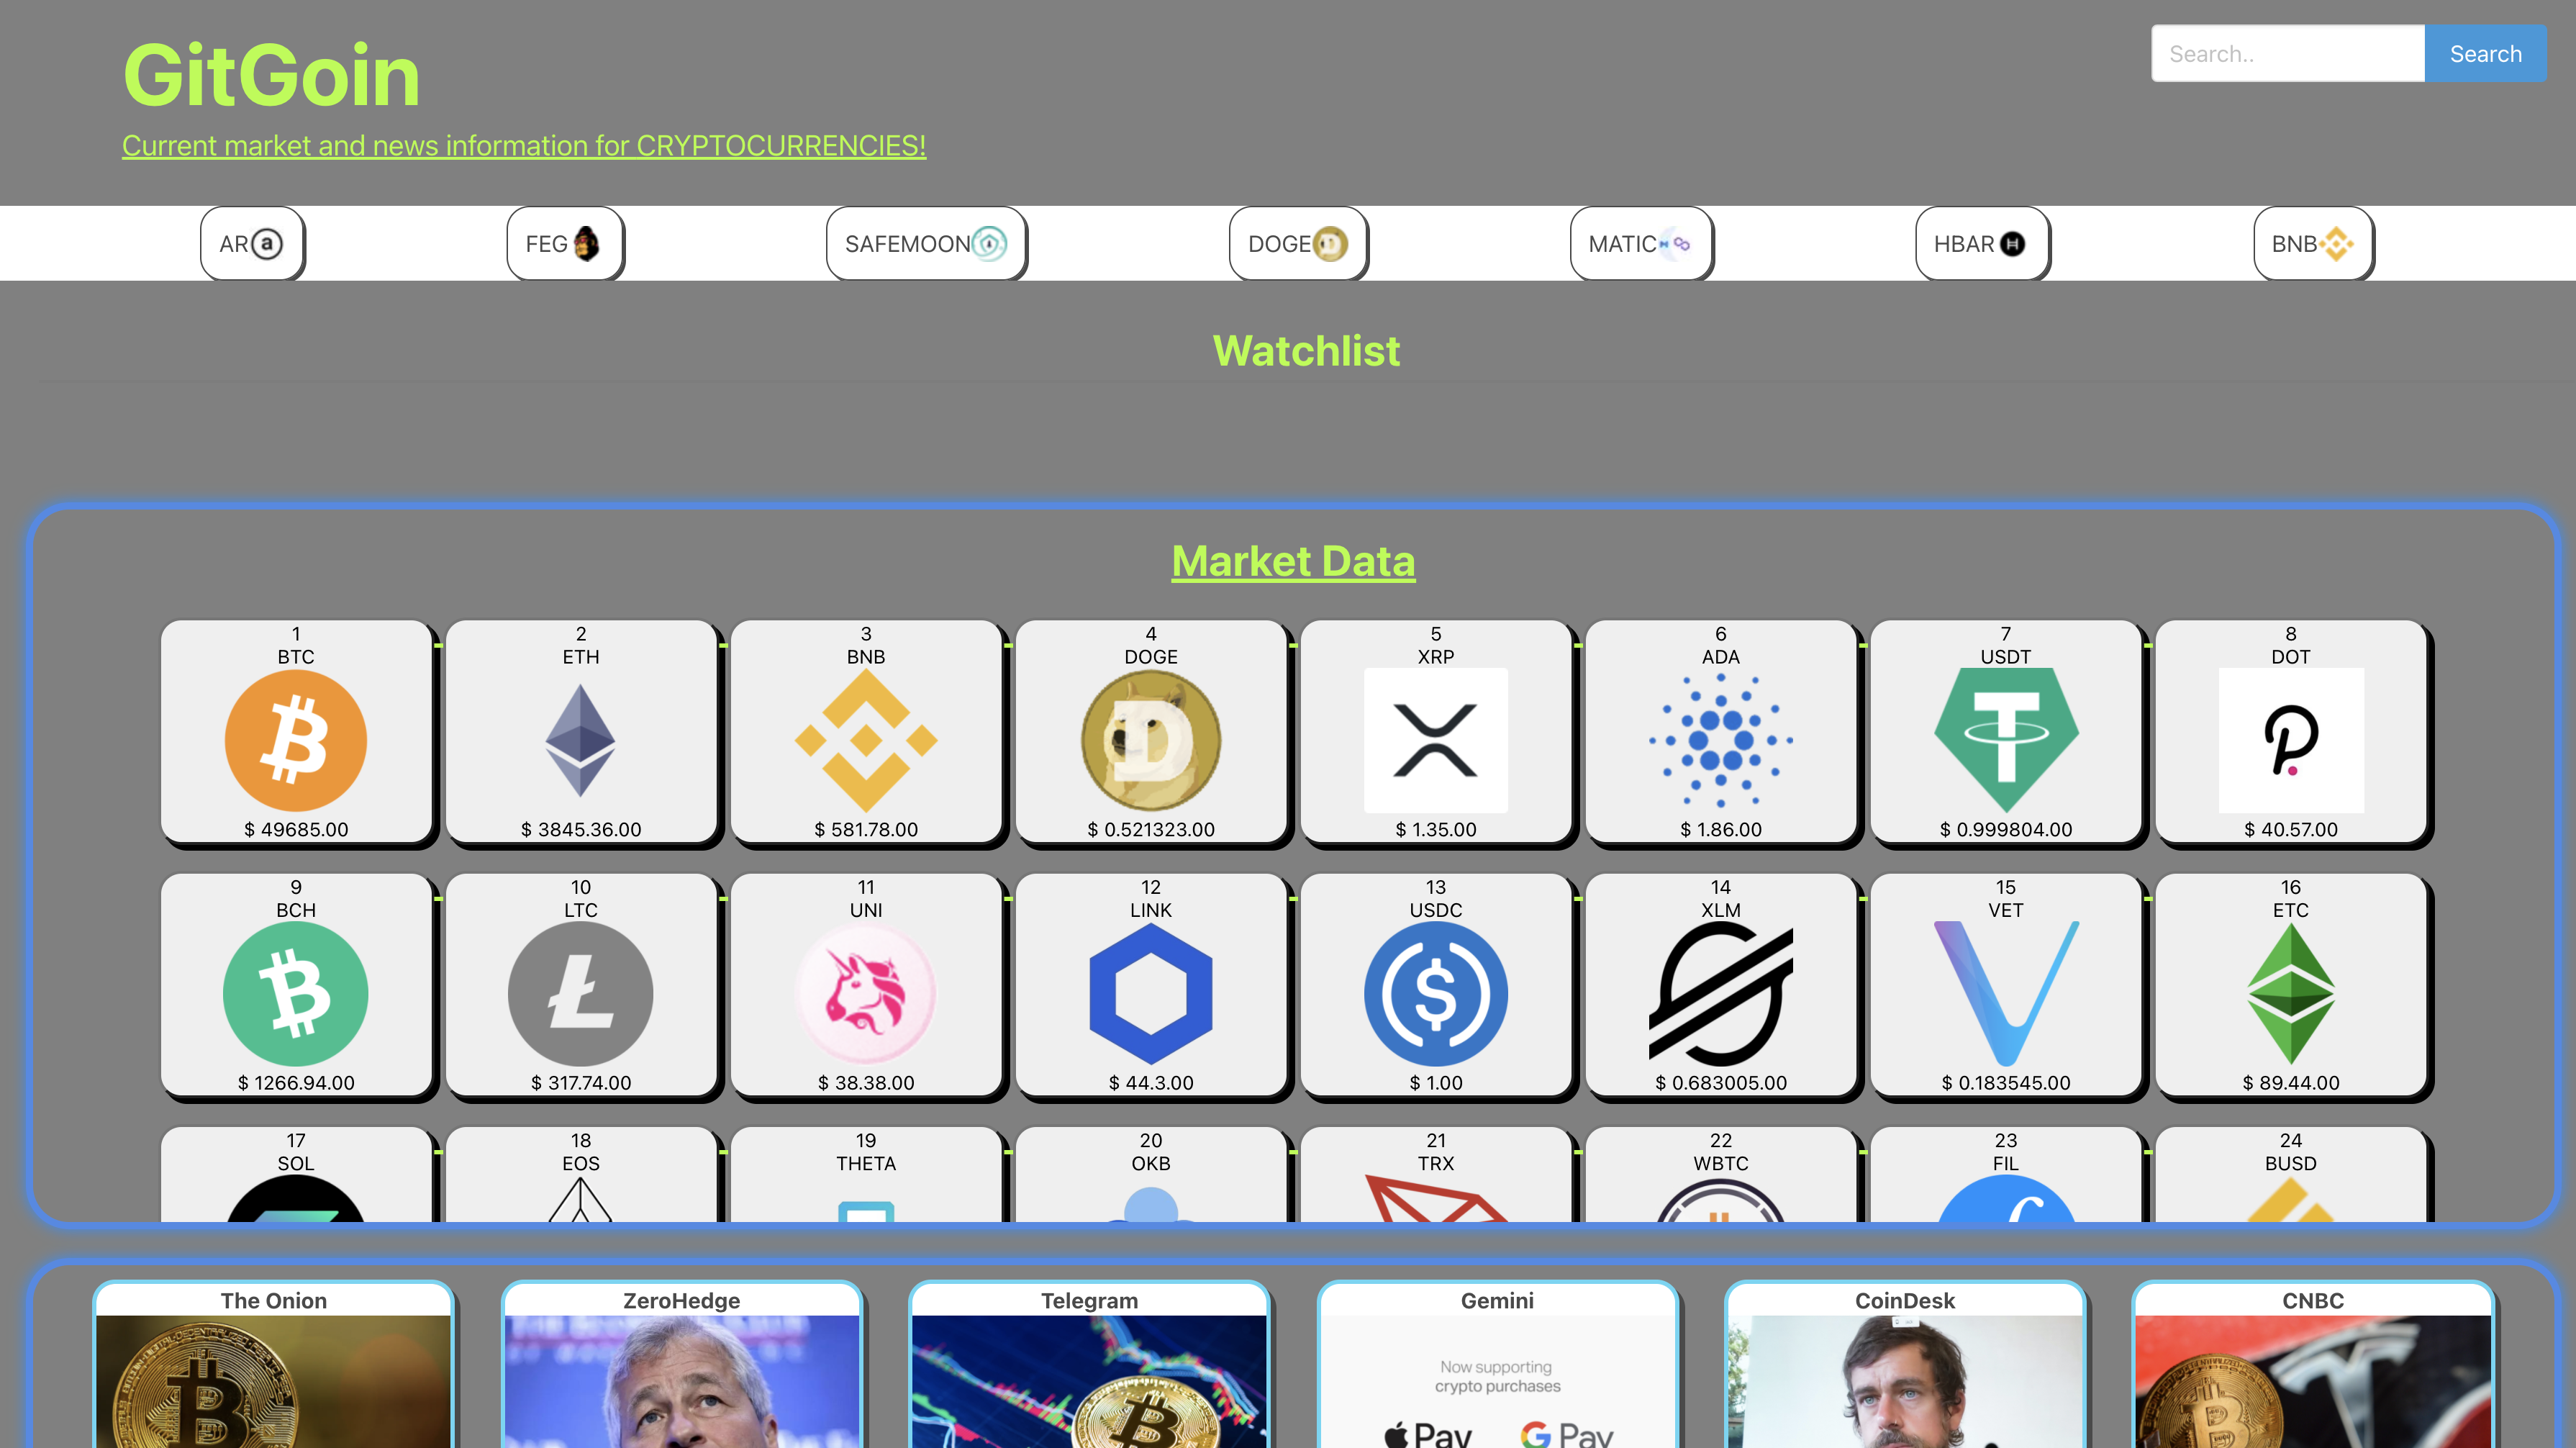 GitGoin
Search..
Search
Current market and news information for CRYPTOCURRENCIES!
AR
FEG
SAFEMOON
DOGE
MATIC
HBAR
BNB
Watchlist
Market Data
1
BTC
$ 49685.00
2
ETH
$ 3845.36.00
3
BNB
$ 581.78.00
4
DOGE
$ 0.521323.00
5
XRP
$ 1.35.00
6
ADA
$ 1.86.00
7
USDT
$ 0.999804.00
8
DOT
$ 40.57.00
9
BCH
$ 1266.94.00
10
LTC
$ 317.74.00
11
UNI
$ 38.38.00
12
LINK
$ 44.3.00
13
USDC
$ 1.00
14
XLM
$ 0.683005.00
15
VET
$ 0.183545.00
16
ETC
$ 89.44.00
17
SOL
18
EOS
19
THETA
20
OKB
21
TRX
22
WBTC
23
FIL
24
BUSD
The Onion
ZeroHedge
Telegram
Gemini
Now supporting
crypto purchases
Pay
G Pay
CoinDesk
CNBC